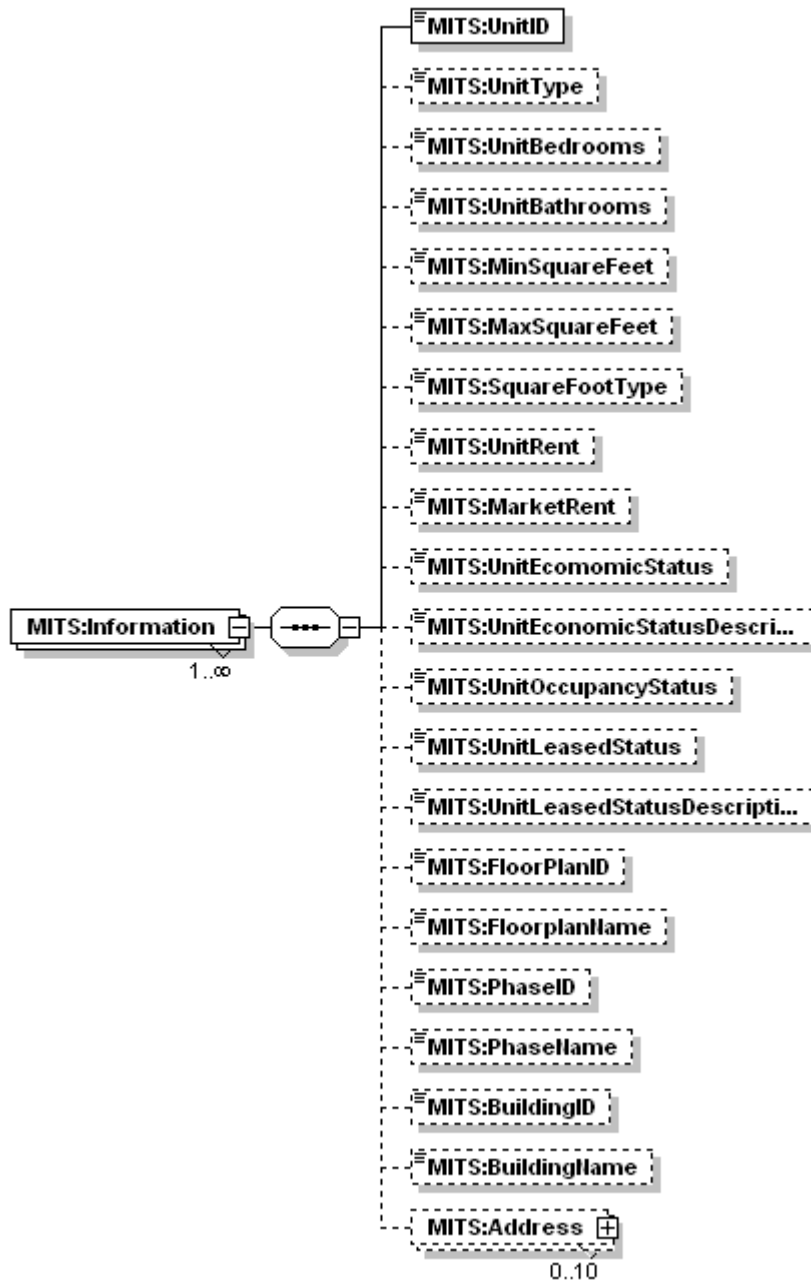 MITS:UnitID
MITS:UnitType
MITS:UnitBedrooms
MITS:UnitBathrooms
MITS:MinSquareFeet
MITS:MaxSquareFeet
MITS:SquareFootType
MITS:UnitRent
MITS:MarketRent
MITS:UnitEcomomicStatus
MITS:Information
1..∞
MITS:UnitEconomicStatusDescri...
MITS:UnitOccupancyStatus
MITS:UnitLeasedStatus
MITS:UnitLeasedStatusDescripti...
MITS:FloorPlanID
MITS:FloorplanName
MITS:PhaseID
MITS:PhaseName
MITS:BuildingID
MITS:BuildingName
MITS:Address
0..10